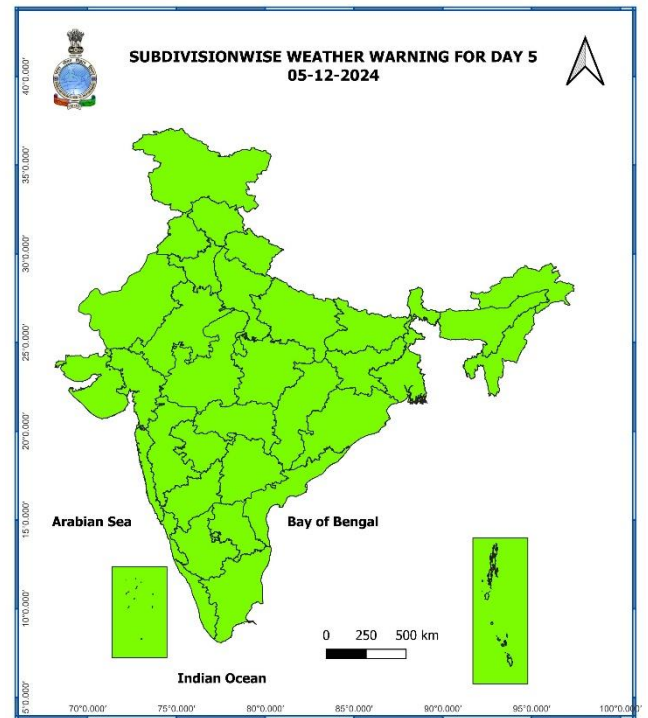 SUBDIVISIONWISE WEATHER WARNING FOR DAY 5
05-12-2024
40°0.000'
35°0.000'
30°0.000'
25°0.000'
20°0.000'
15°0.000'
10°0.000'
5°0.000'
Arabian Sea
Bay of Bengal
0 250 500 km
Indian Ocean
70°0.000' 75°0.000' 80°0.000' 85°0.000' 90°0.000' 95°0.000' 100°0.000'